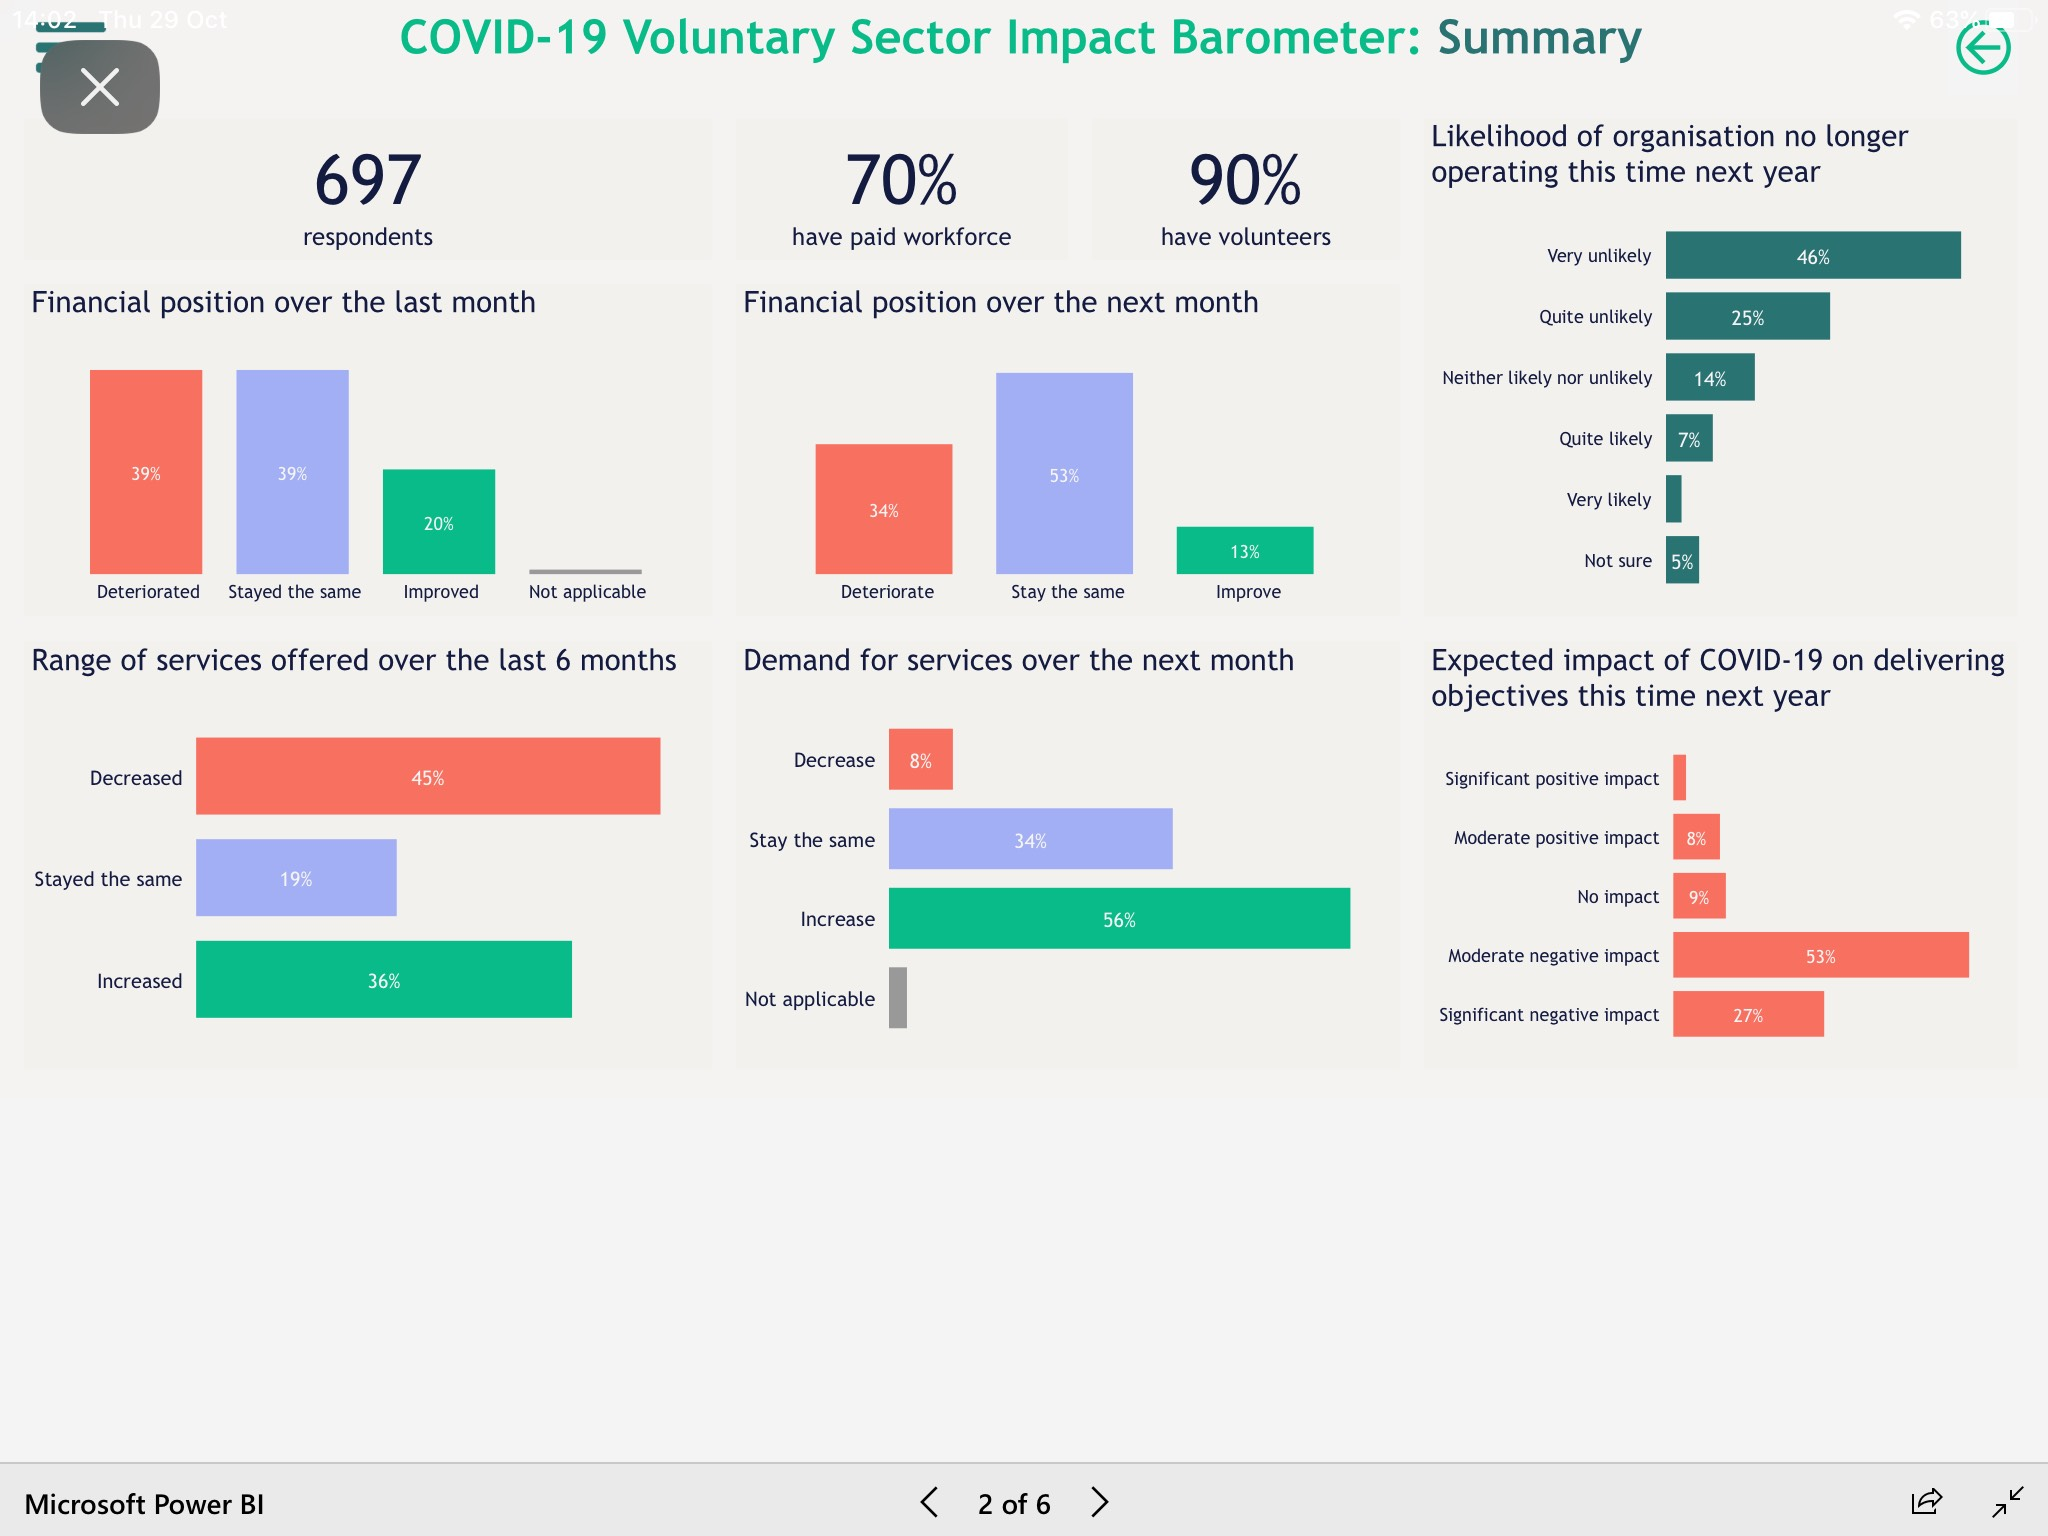 14:02 Thu 29 Oct
63%
COVID-19 Voluntary Sector Impact Barometer: Summary
697
respondents
70%
have paid workforce
90%
have volunteers
Likelihood of organisation no longer
operating this time next year
Very unlikely 46%
Quite unlikely 25%
Neither likely nor unlikely 14%
Quite likely 7%
Very likely
Not sure 5%
Financial position over the last month
39% 39% 20%
Deteriorated Stayed the same Improved Not applicable
Financial position over the next month
34% 53% 13%
Deteriorate Stay the same Improve
Range of services offered over the last 6 months
Decreased 45%
Stayed the same 19%
Increased 36%
Demand for services over the next month
Decrease 8%
Stay the same 34%
Increase 56%
Not applicable
Expected impact of COVID-19 on delivering
objectives this time next year
Significant positive impact
Moderate positive impact 8%
No impact 9%
Moderate negative impact 53%
Significant negative impact 27%
Microsoft Power BI
2 of 6